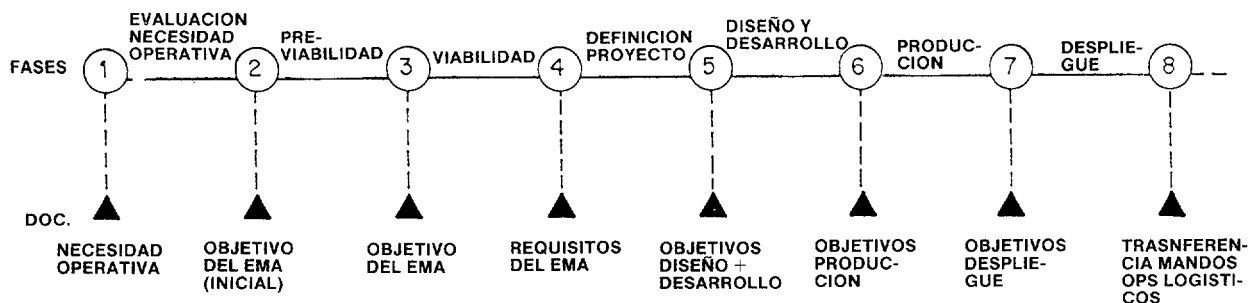 EVALUACION
NECESIDAD
OPERATIVA
PRE-
VIABILIDAD
VIABILIDAD
DEFINICION
PROYECTO
DISEÑO Y
DESARROLLO
PRODUC-
CION
DESPLIE-
GUE
FASES
1
2
3
4
5
6
7
8
DOC.
NECESIDAD
OPERATIVA
OBJETIVO
DEL EMA
(INICIAL)
OBJETIVO
DEL EMA
REQUISITOS
DEL EMA
OBJETIVOS
DISEÑO +
DESARROLLO
OBJETIVOS
PRODUC-
CION
OBJETIVOS
DESPLIE-
GUE
TRASNFEREN-
CIA MANDOS
OPS LOGISTI-
COS